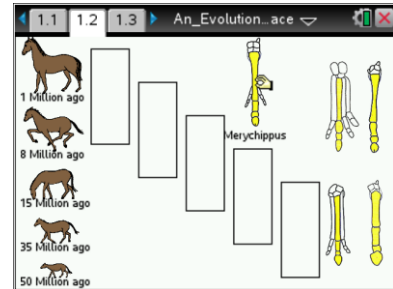 1.1 1.2 1.3 An_Evolution...ace
1 Million ago
Merychippus
8 Million ago
15 Million ago
35 Million ago
50 Million ago